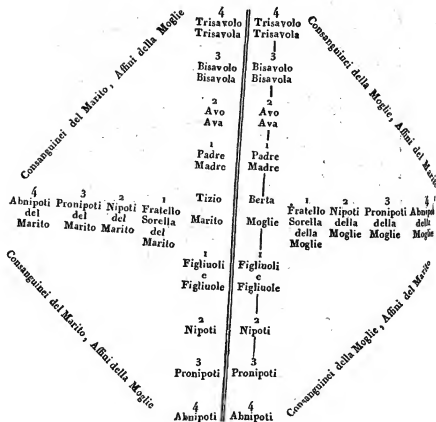 Consanguinei del Marito, Affini della Moglie
Consanguinei della Moglie, Affini del Marito
4 4
Trisavolo Trisavolo
Trisavola Trisavola
3 3
Bisavolo Bisavolo
Bisavola Bisavola
2 2
Avo Avo
Ava Ava
1 1
Padre Padre
Madre Madre
4 3 2 1 Tizio Berta 1 2 3 4
Abnipoti Pronipoti Nipoti Fratello Fratello Nipoti Pronipoti Abnipoti
del del del Sorella Marito Moglie Sorella della della della
Marito Marito Marito del della Moglie Moglie Moglie
Marito Moglie
1 1
Figliuoli Figliuoli
e e
Figliuole Figliuole
2 2
Nipoti Nipoti
3 3
Pronipoti Pronipoti
4 4
Abnipoti Abnipoti
Consanguinei del Marito, Affini della Moglie
Consanguinei della Moglie, Affini del Marito